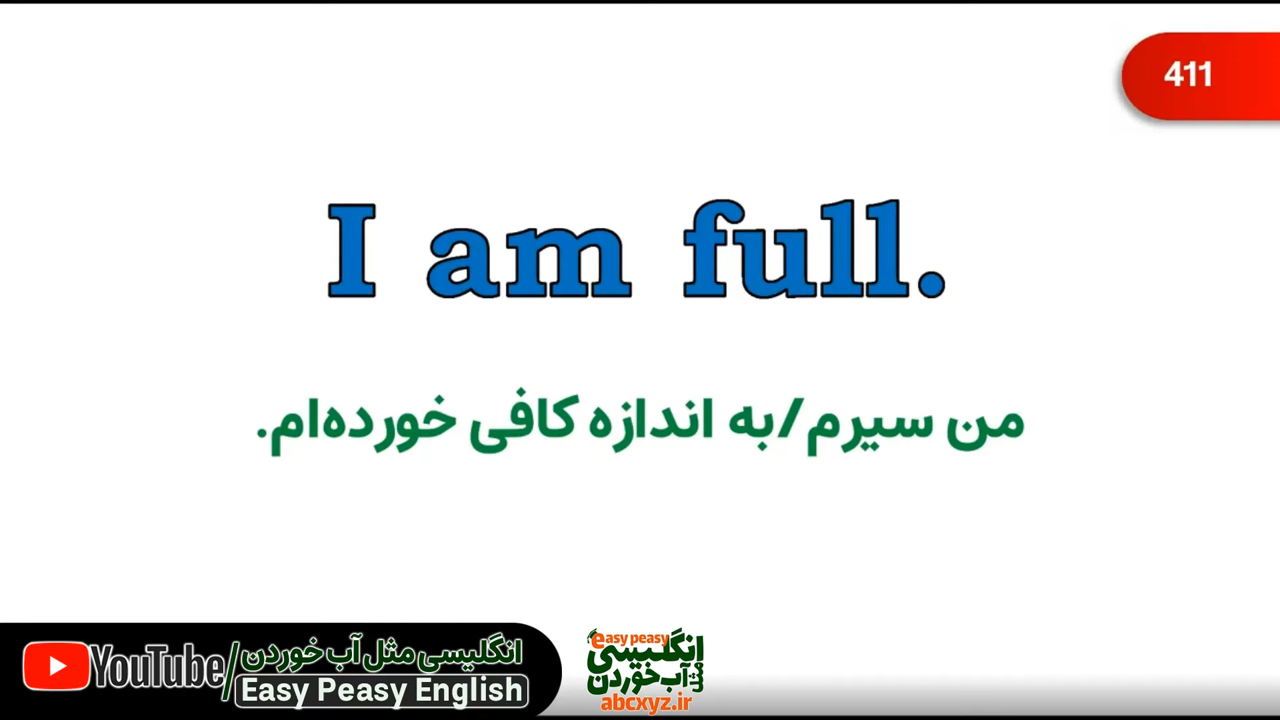 411
I am full.
من سیرم/به اندازه کافی خورده‌ام.
YouTube/انگلیسی مثل آب خوردن
Easy Peasy English
easy peasy
انگلیسی
مثل آب خوردن
abcxyz.ir